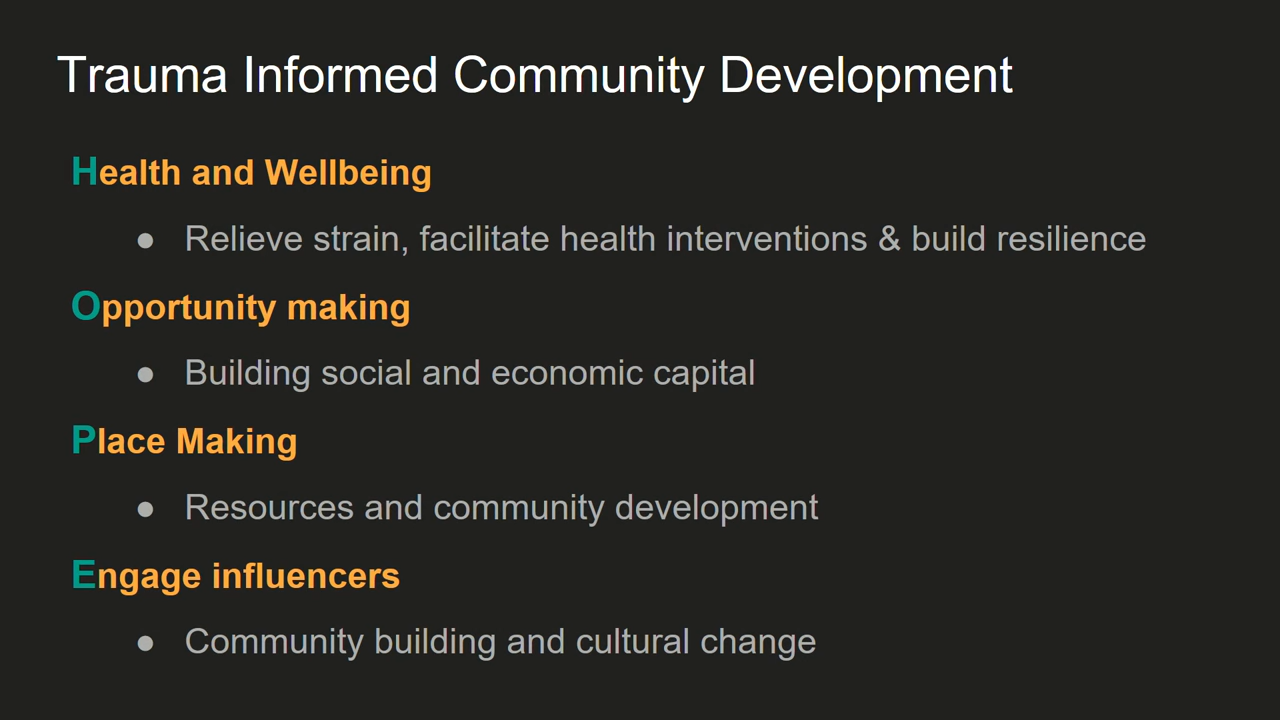 Trauma Informed Community Development
Health and Wellbeing
● Relieve strain, facilitate health interventions & build resilience
Opportunity making
● Building social and economic capital
Place Making
● Resources and community development
Engage influencers
● Community building and cultural change